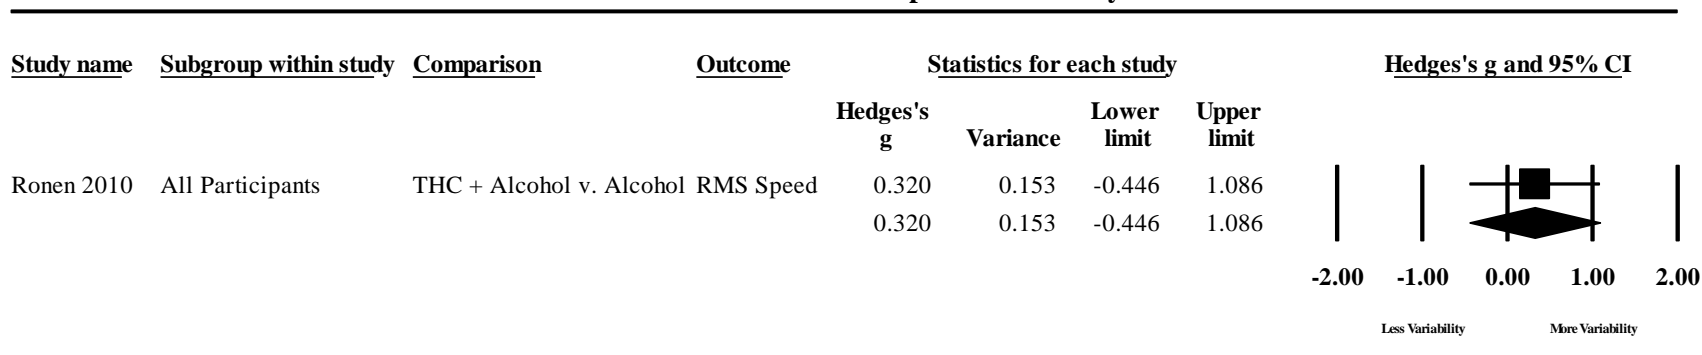 Study name Subgroup within study Comparison Outcome Statistics for each study Hedges's g and 95% CI
Hedges's g Variance Lower limit Upper limit
Ronen 2010 All Participants THC + Alcohol v. Alcohol RMS Speed 0.320 0.153 -0.446 1.086
0.320 0.153 -0.446 1.086
-2.00 -1.00 0.00 1.00 2.00
Less Variability More Variability